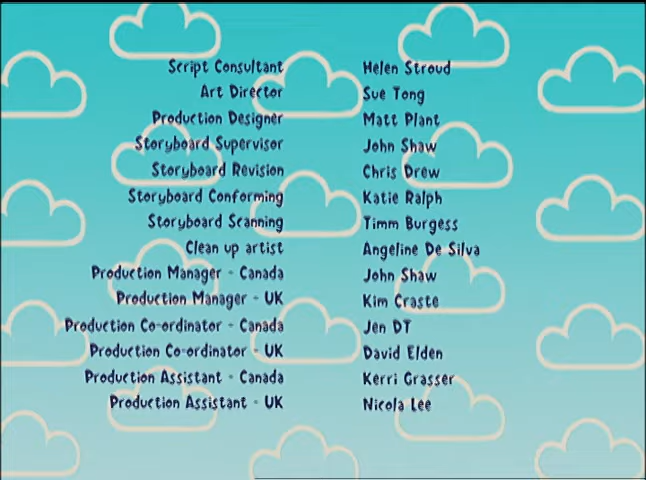 Script Consultant Helen Stroud
Art Director Sue Tong
Production Designer Matt Plant
Storyboard Supervisor John Shaw
Storyboard Revision Chris Drew
Storyboard Conforming Katie Ralph
Storyboard Scanning Timm Burgess
Clean up artist Angeline De Silva
Production Manager - Canada John Shaw
Production Manager - UK Kim Craste
Production Co-ordinator - Canada Jen DT
Production Co-ordinator - UK David Elden
Production Assistant - Canada Kerri Grasser
Production Assistant - UK Nicola Lee